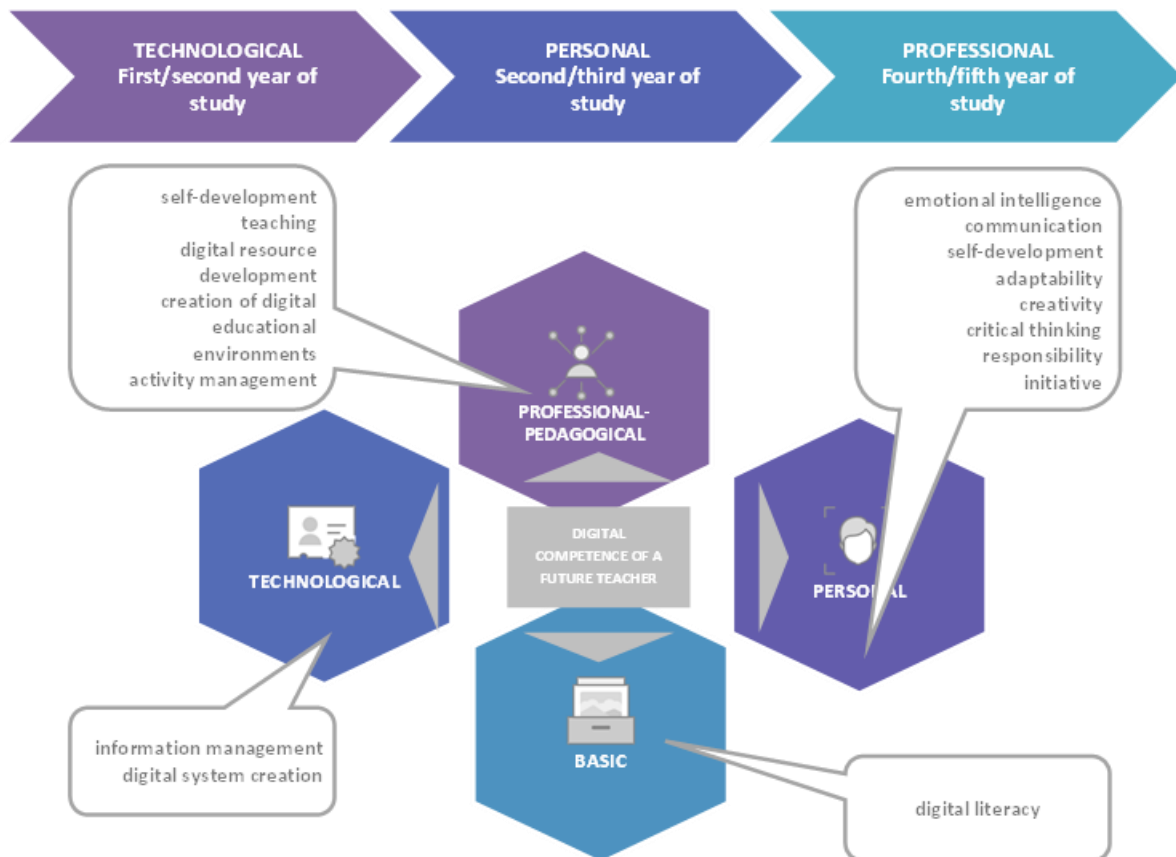 TECHNOLOGICAL
First/second year of
study
PERSONAL
Second/third year of
study
PROFESSIONAL
Fourth/fifth year of
study
self-development
teaching
digital resource
development
creation of digital
educational
environments
activity management
emotional intelligence
communication
self-development
adaptability
creativity
critical thinking
responsibility
initiative
PROFESSIONAL-
PEDAGOGICAL
TECHNOLOGICAL
DIGITAL
COMPETENCE OF A
FUTURE TEACHER
PERSONAL
information management
digital system creation
BASIC
digital literacy